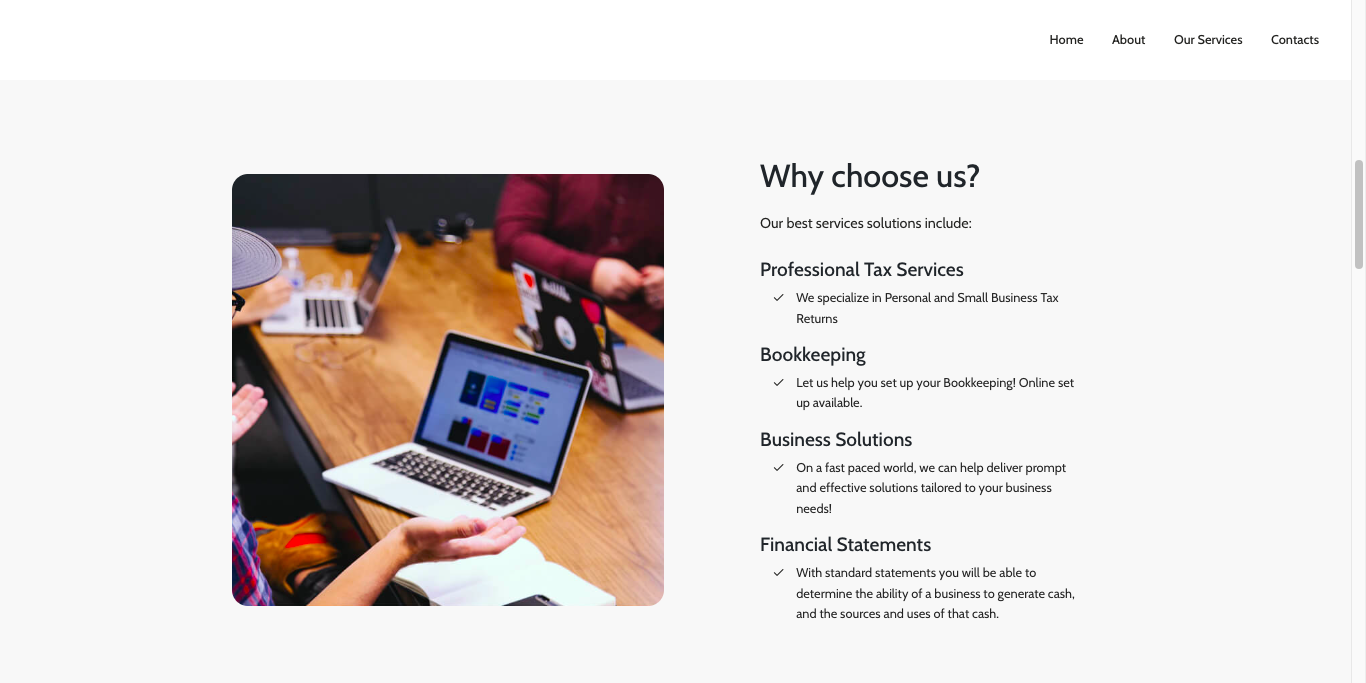 Home About Our Services Contacts
Why choose us?
Our best services solutions include:
Professional Tax Services
We specialize in Personal and Small Business Tax
Returns
Bookkeeping
Let us help you set up your Bookkeeping! Online set
up available.
Business Solutions
On a fast paced world, we can help deliver prompt
and effective solutions tailored to your business
needs!
Financial Statements
With standard statements you will be able to
determine the ability of a business to generate cash,
and the sources and uses of that cash.